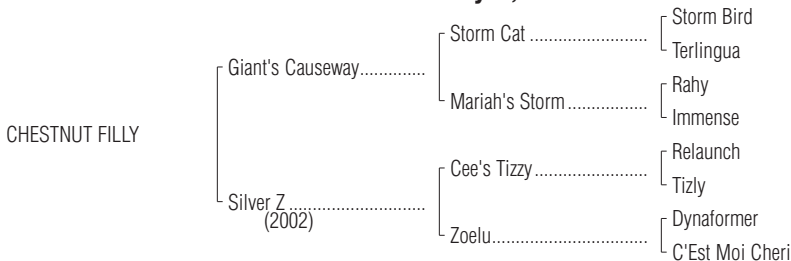 Storm Bird
Storm Cat ........................
Terlingua
Giant's Causeway..............
Rahy
Mariah's Storm .................
Immense
CHESTNUT FILLY
Relaunch
Cee's Tizzy .......................
Tizly
Silver Z .............................
(2002)
Dynaformer
Zoelu................................
C'Est Moi Cheri